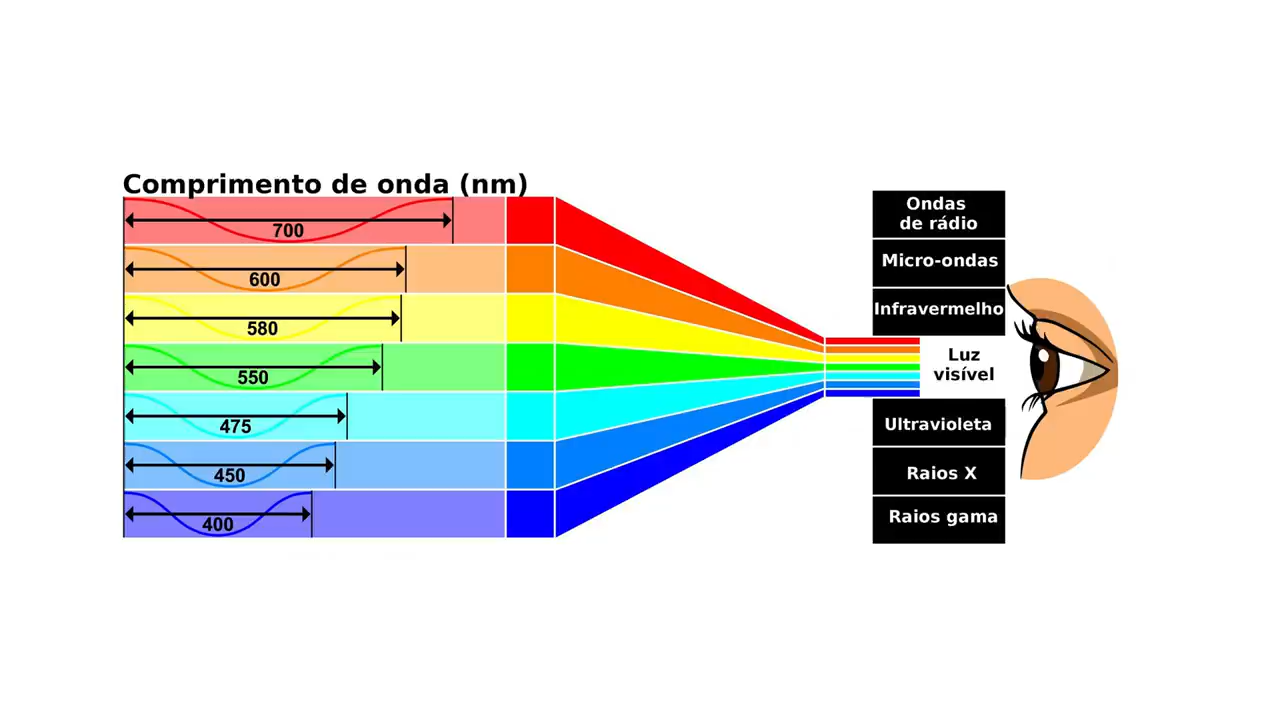 Comprimento de onda (nm)
700
600
580
550
475
450
400
Ondas
de rádio
Micro-ondas
Infravermelho
Luz
visível
Ultravioleta
Raios X
Raios gama